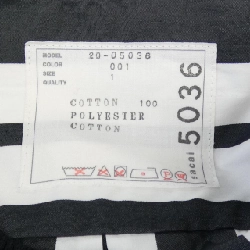 MODEL 20-05036
COLOR 001
SIZE 1
QUALITY
COTTON 100
POLYESTER
COTTON
5036